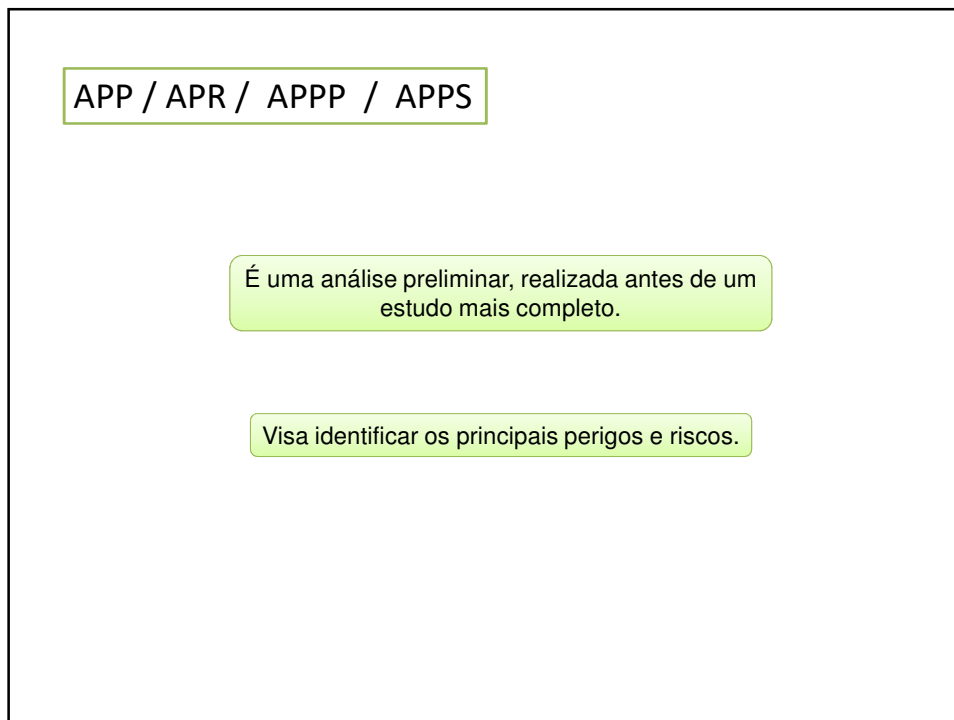 APP / APR / APPP / APPS
É uma análise preliminar, realizada antes de um
estudo mais completo.
Visa identificar os principais perigos e riscos.